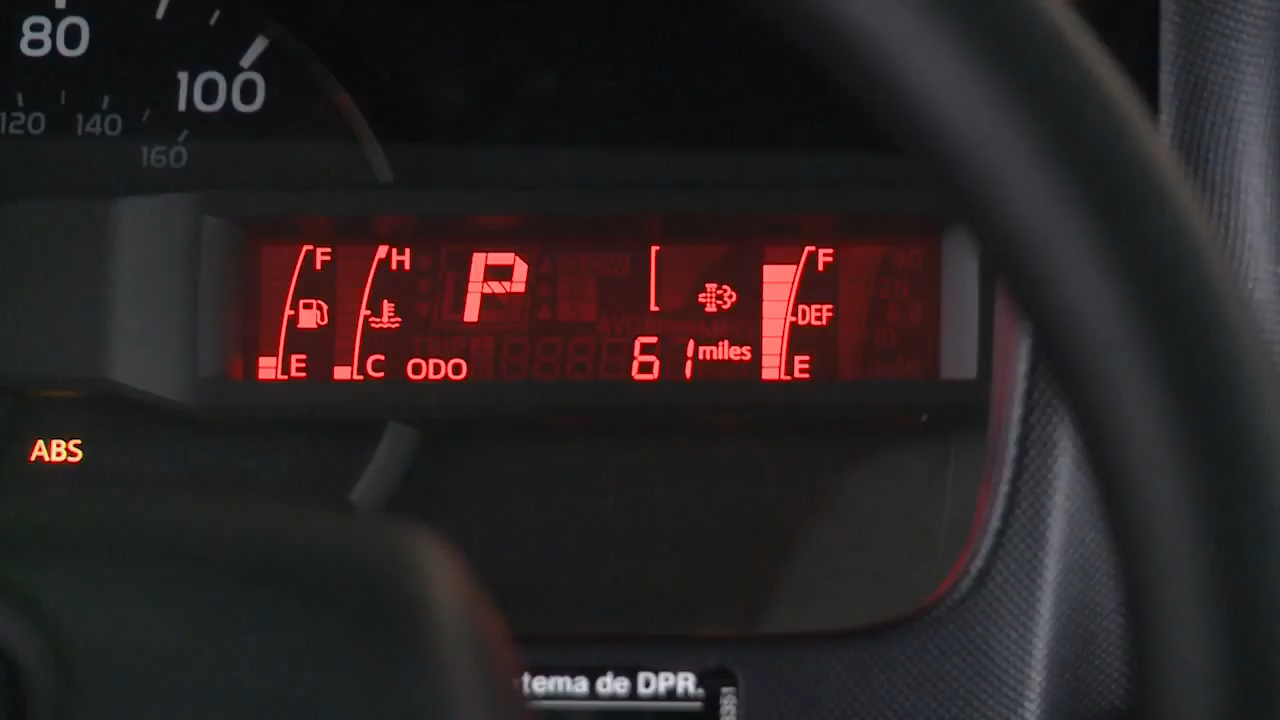 80
100
120 140
160
F H P F
DEF
E C ODO 61 miles E
ABS
tema de DPR.